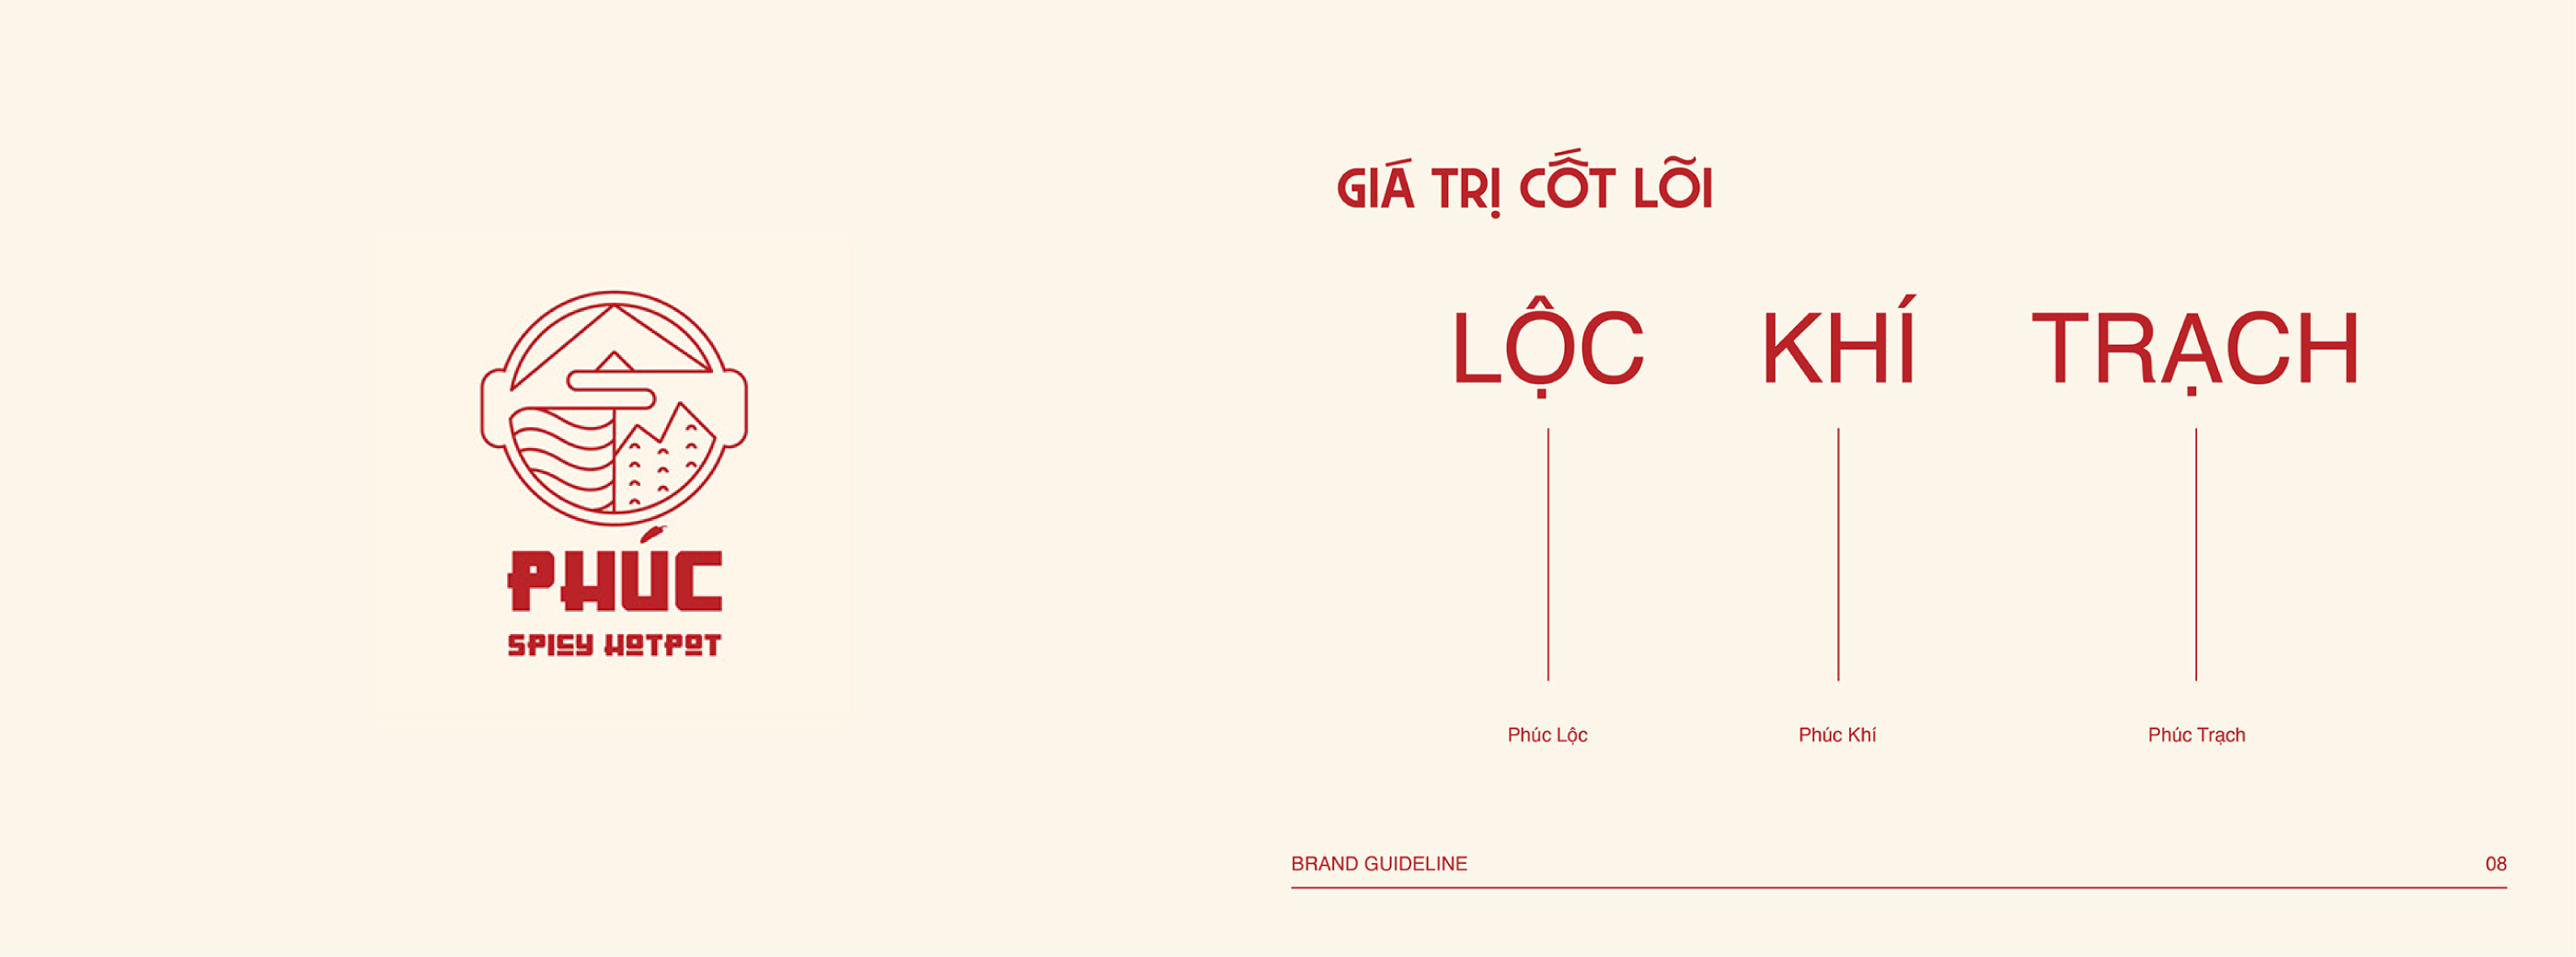 PHÚC
SPICY HOTPOT
GIÁ TRỊ CỐT LÕI
LỘC KHÍ TRẠCH
Phúc Lộc Phúc Khí Phúc Trạch
BRAND GUIDELINE 08